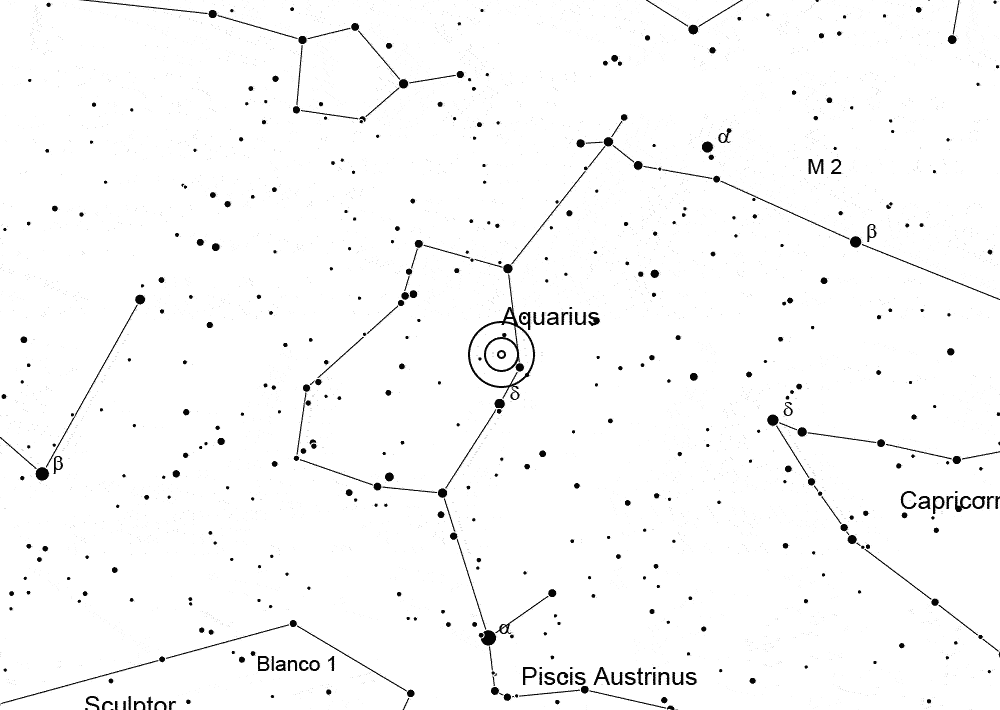 α
M 2
β
Aquarius
δ
δ
β
Capricorn
α
Blanco 1
Piscis Austrinus
Sculptor